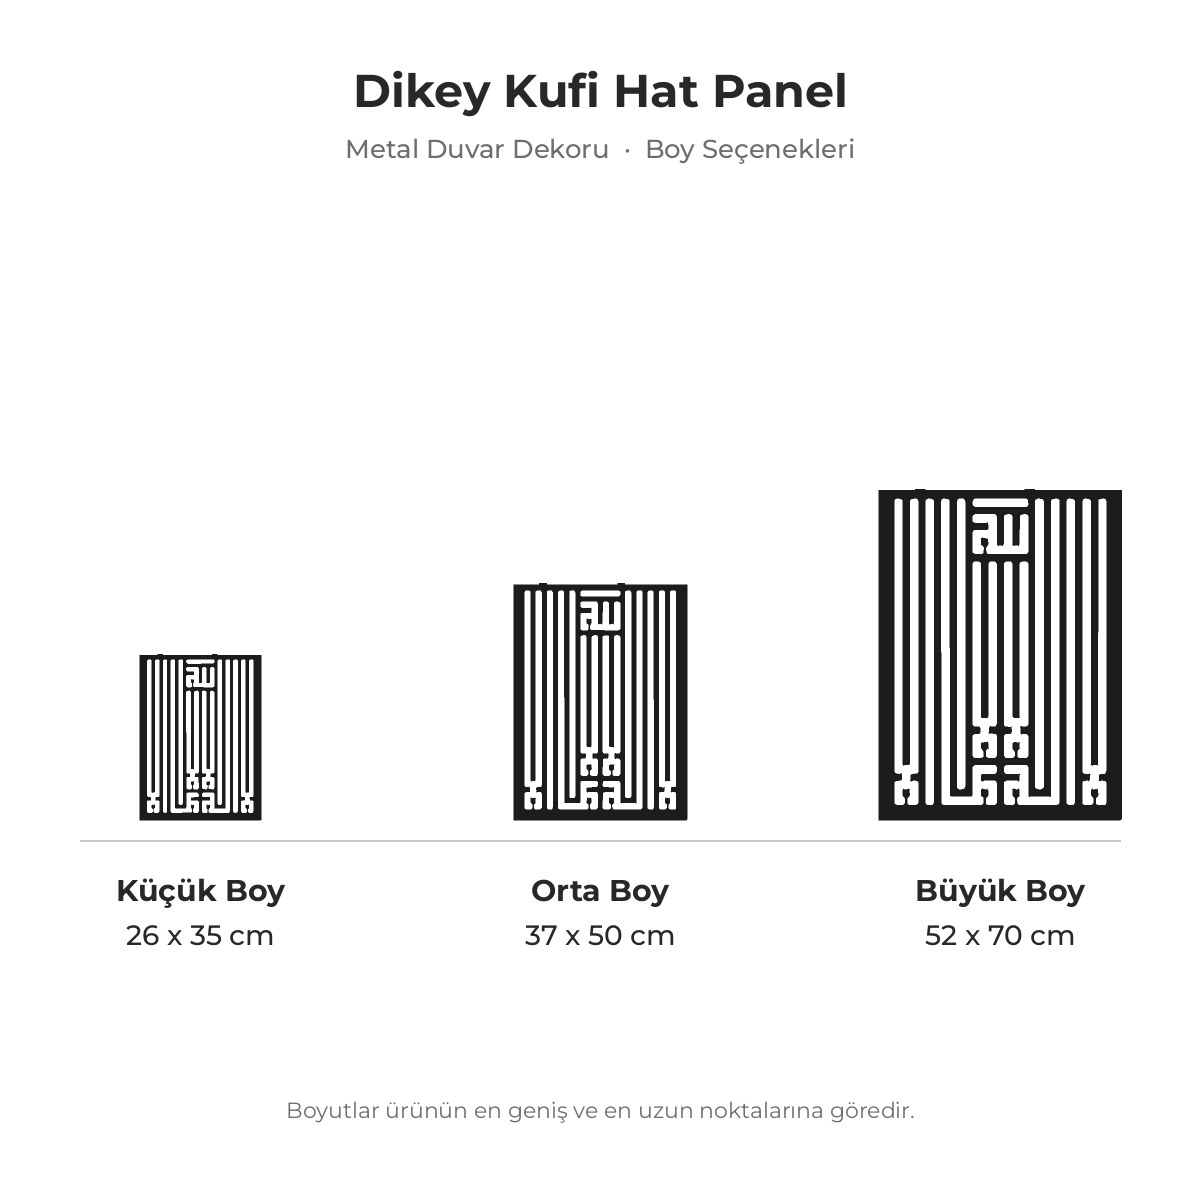 Dikey Kufi Hat Panel
Metal Duvar Dekoru · Boy Seçenekleri
Küçük Boy
26 x 35 cm
Orta Boy
37 x 50 cm
Büyük Boy
52 x 70 cm
Boyutlar ürünün en geniş ve en uzun noktalarına göredir.